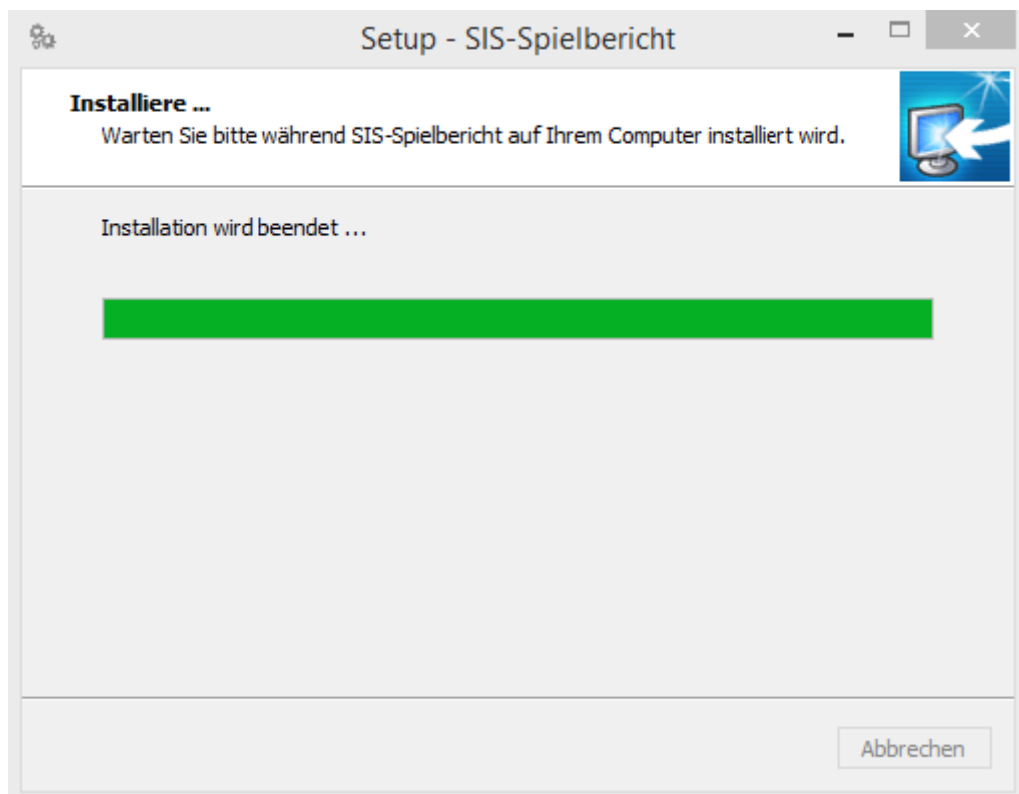 Setup - SIS-Spielbericht
Installiere ...
Warten Sie bitte während SIS-Spielbericht auf Ihrem Computer installiert wird.
Installation wird beendet ...
Abbrechen